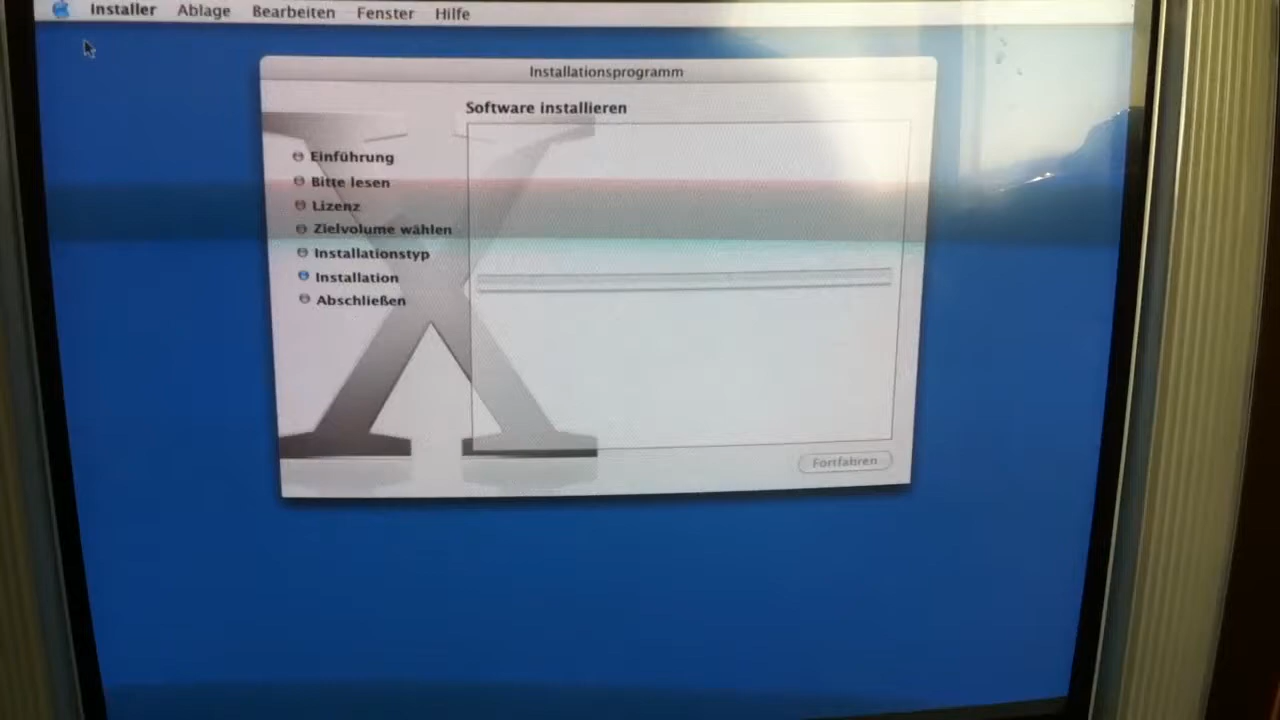 Installer Ablage Bearbeiten Fenster Hilfe
Installationsprogramm
Software installieren
Einführung
Bitte lesen
Lizenz
Zielvolume wählen
Installationstyp
Installation
Abschließen
Fortfahren